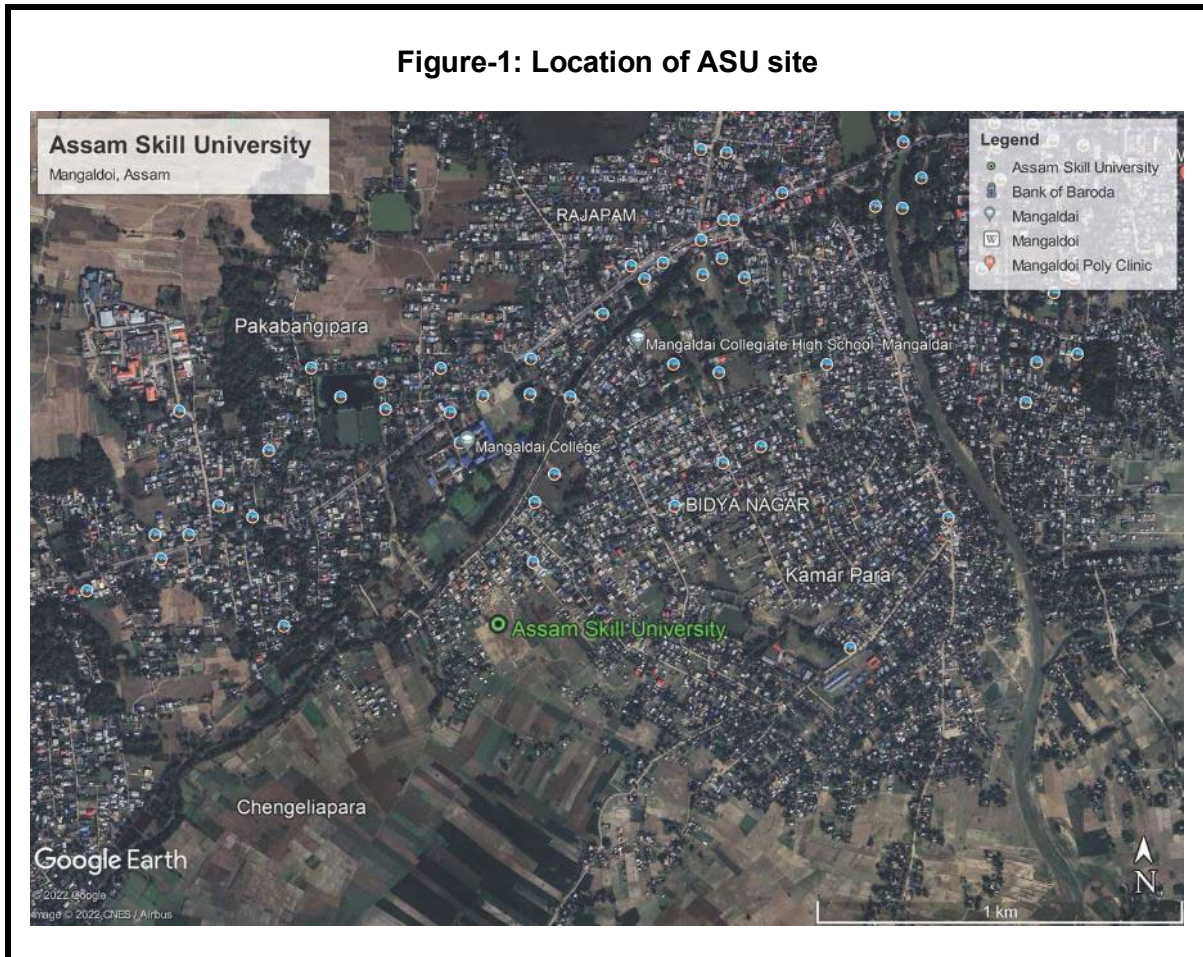 Figure-1: Location of ASU site
Assam Skill University
Mangaldoi, Assam
Legend
Assam Skill University
Bank of Baroda
Mangaldai
W Mangaldoi
Mangaldoi Poly Clinic
RAJAPAM
Pakabangipara
Mangaldai Collegiate High School, Mangaldai
Mangaldai College
BIDYA NAGAR
Kamar Para
Assam Skill University
Chengeliapara
Google Earth
© 2022 Google
Image © 2022 CNES / Airbus
N
1 km